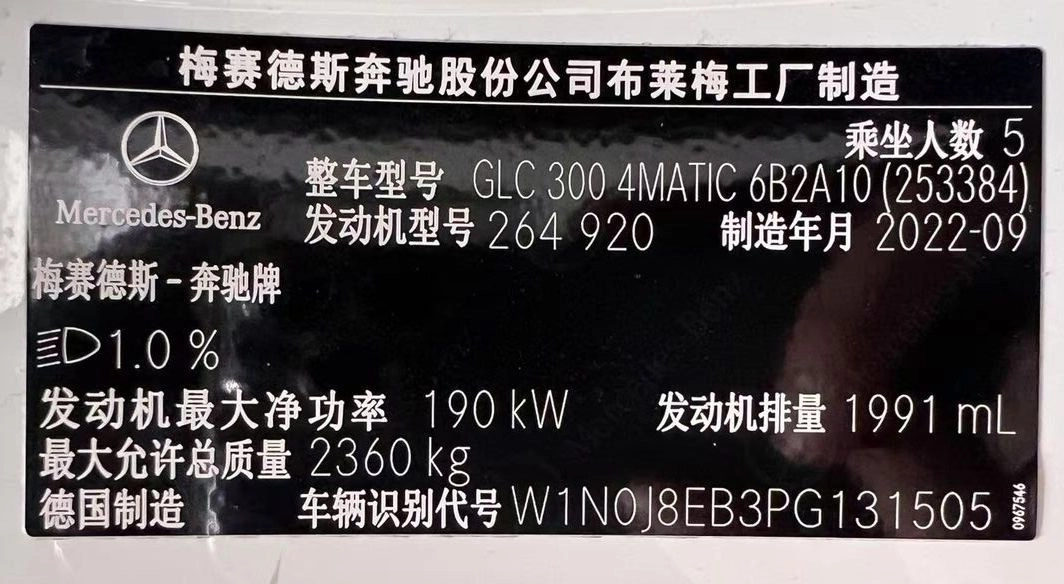 梅赛德斯奔驰股份公司布莱梅工厂制造
乘坐人数 5
整车型号 GLC 300 4MATIC 6B2A10 (253384)
Mercedes-Benz
发动机型号 264 920 制造年月 2022-09
梅赛德斯-奔驰牌
1.0 %
发动机最大净功率 190 kW 发动机排量 1991 mL
最大允许总质量 2360 kg
德国制造 车辆识别代号 W1N0J8EB3PG131505
0967546